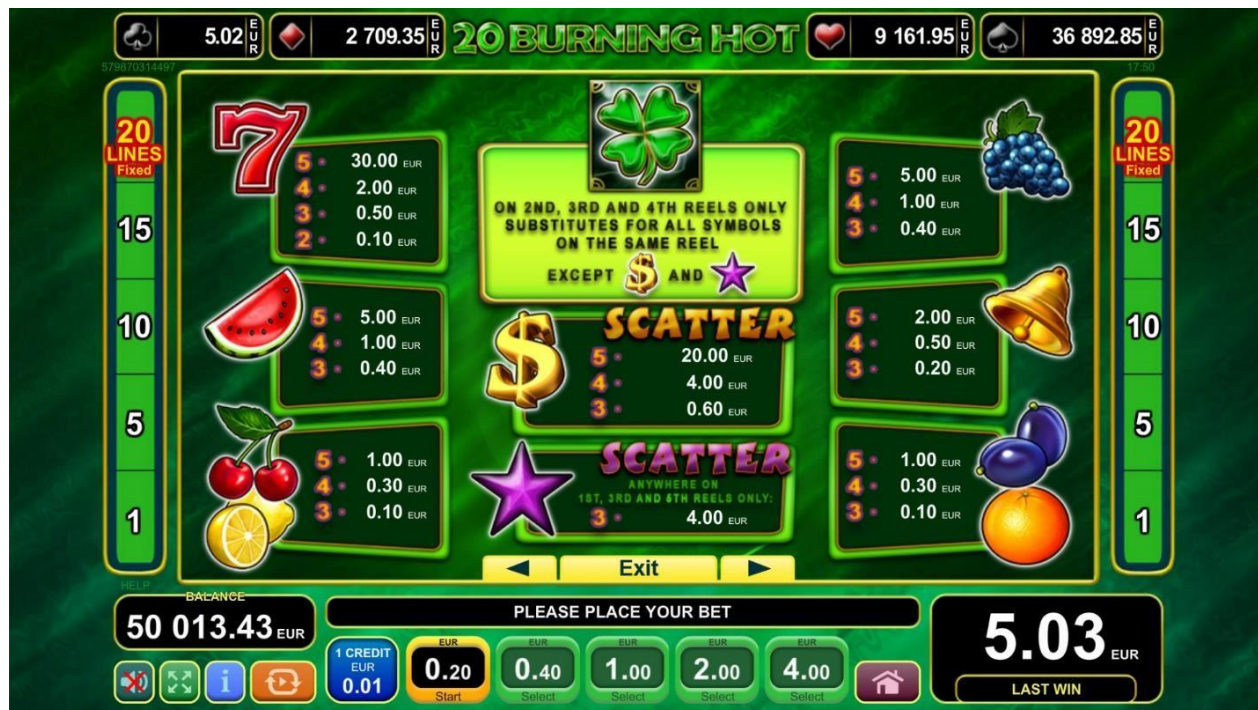 5.02 EUR
2 709.35 EUR
20 BURNING HOT
9 161.95 EUR
36 892.85 EUR
579870314497
17:50
20
LINES
Fixed
15
10
5
1
5 30.00 EUR
4 2.00 EUR
3 0.50 EUR
2 0.10 EUR
5 5.00 EUR
4 1.00 EUR
3 0.40 EUR
5 1.00 EUR
4 0.30 EUR
3 0.10 EUR
ON 2ND, 3RD AND 4TH REELS ONLY
SUBSTITUTES FOR ALL SYMBOLS
ON THE SAME REEL
EXCEPT $ AND
$
SCATTER
5 20.00 EUR
4 4.00 EUR
3 0.60 EUR
SCATTER
ANYWHERE ON
1ST, 3RD AND 5TH REELS ONLY:
3 4.00 EUR
5 5.00 EUR
4 1.00 EUR
3 0.40 EUR
5 2.00 EUR
4 0.50 EUR
3 0.20 EUR
5 1.00 EUR
4 0.30 EUR
3 0.10 EUR
20
LINES
Fixed
15
10
5
1
Exit
HELP
BALANCE
50 013.43 EUR
PLEASE PLACE YOUR BET
5.03 EUR
LAST WIN
i
1 CREDIT
EUR
0.01
EUR
0.20
Start
EUR
0.40
Select
EUR
1.00
Select
EUR
2.00
Select
EUR
4.00
Select